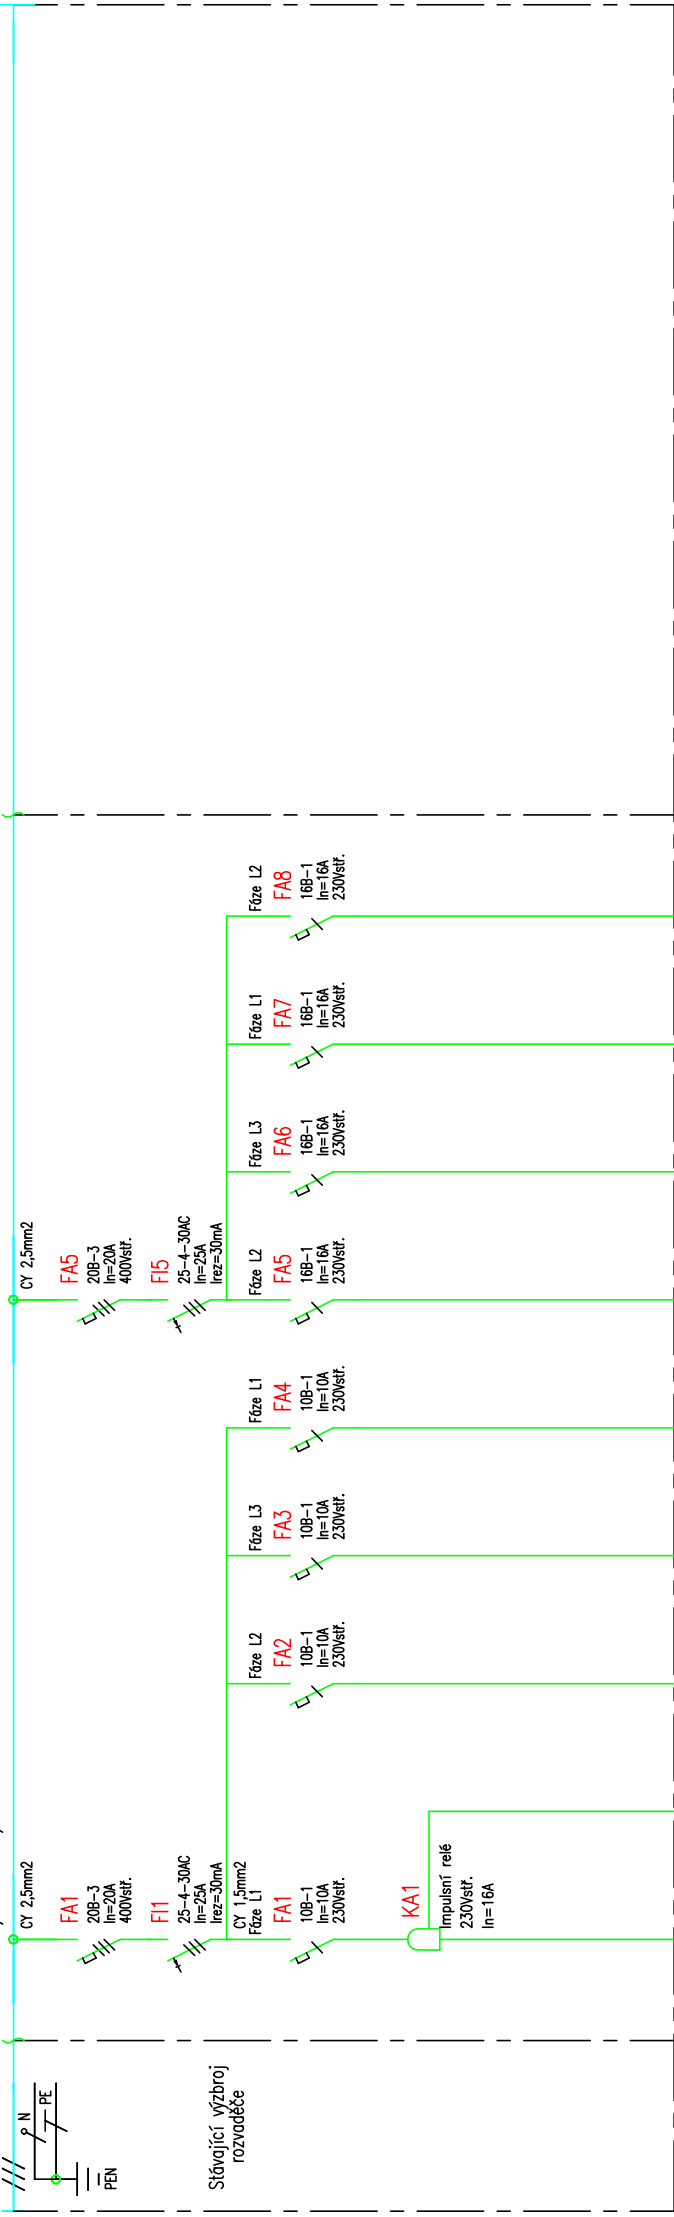 N
PE
PEN
Stávající výzbroj
rozvaděče
CY 2,5mm2
FA1
20B-3
In=20A
400Vstř.
FI1
25-4-30AC
In=25A
Irez=30mA
CY 1,5mm2
Fáze L1
FA1
10B-1
In=10A
230Vstř.
KA1
Impulsní relé
230Vstř.
In=16A
Fáze L2
FA2
10B-1
In=10A
230Vstř.
Fáze L3
FA3
10B-1
In=10A
230Vstř.
Fáze L1
FA4
10B-1
In=10A
230Vstř.
CY 2,5mm2
FA5
20B-3
In=20A
400Vstř.
FI5
25-4-30AC
In=25A
Irez=30mA
Fáze L2
FA5
16B-1
In=16A
230Vstř.
Fáze L3
FA6
16B-1
In=16A
230Vstř.
Fáze L1
FA7
16B-1
In=16A
230Vstř.
Fáze L2
FA8
16B-1
In=16A
230Vstř.